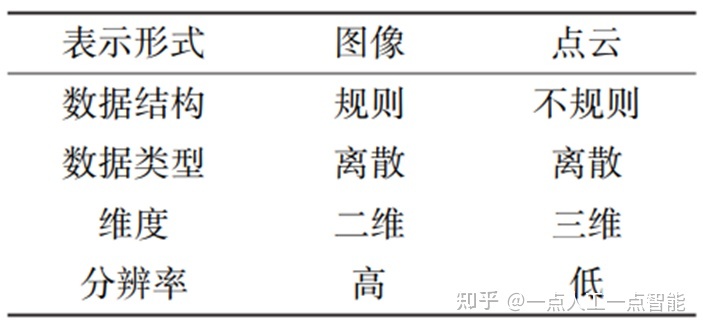 表示形式 图像 点云
数据结构 规则 不规则
数据类型 离散 离散
维度 二维 三维
分辨率 高 低
知乎 @一点人工一点智能